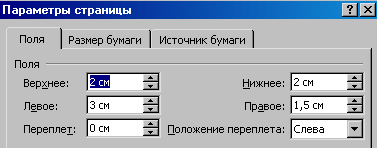 Параметры страницы
Поля Размер бумаги Источник бумаги
Поля
Верхнее: 2 см Нижнее: 2 см
Левое: 3 см Правое: 1,5 см
Переплет: 0 см Положение переплета: Слева